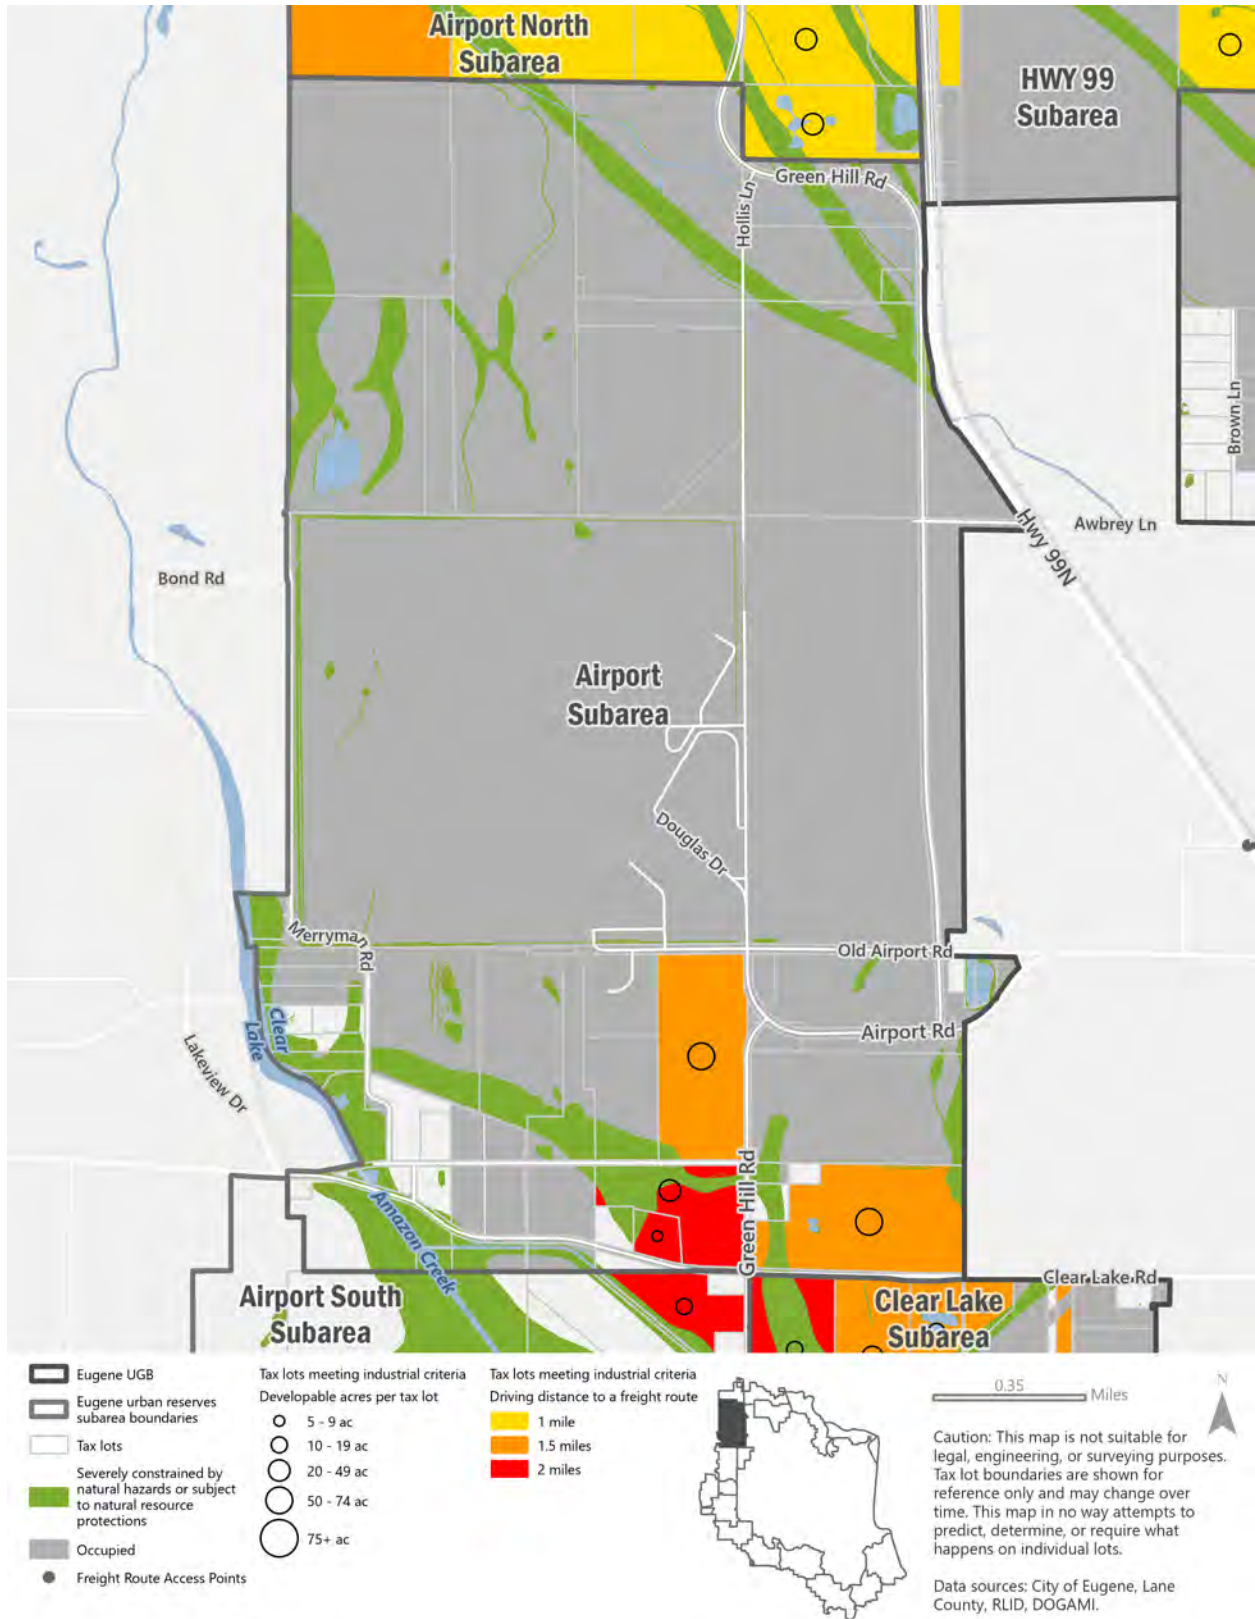 Airport North
Subarea
HWY 99
Subarea
Green Hill Rd
Hollis Ln
Brown Ln
Hwy 99N
Awbrey Ln
Bond Rd
Airport
Subarea
Douglas Dr
Merryman Rd
Old Airport Rd
Clear
Lake
Airport Rd
Lakeview Dr
Green Hill Rd
Amazon Creek
Clear Lake Rd
Airport South
Subarea
Clear Lake
Subarea
Eugene UGB
Eugene urban reserves
subarea boundaries
Tax lots
Severely constrained by
natural hazards or subject
to natural resource
protections
Occupied
Freight Route Access Points
Tax lots meeting industrial criteria
Developable acres per tax lot
5 - 9 ac
10 - 19 ac
20 - 49 ac
50 - 74 ac
75+ ac
Tax lots meeting industrial criteria
Driving distance to a freight route
1 mile
1.5 miles
2 miles
0.35
Miles
N
Caution: This map is not suitable for
legal, engineering, or surveying purposes.
Tax lot boundaries are shown for
reference only and may change over
time. This map in no way attempts to
predict, determine, or require what
happens on individual lots.
Data sources: City of Eugene, Lane
County, RLID, DOGAMI.